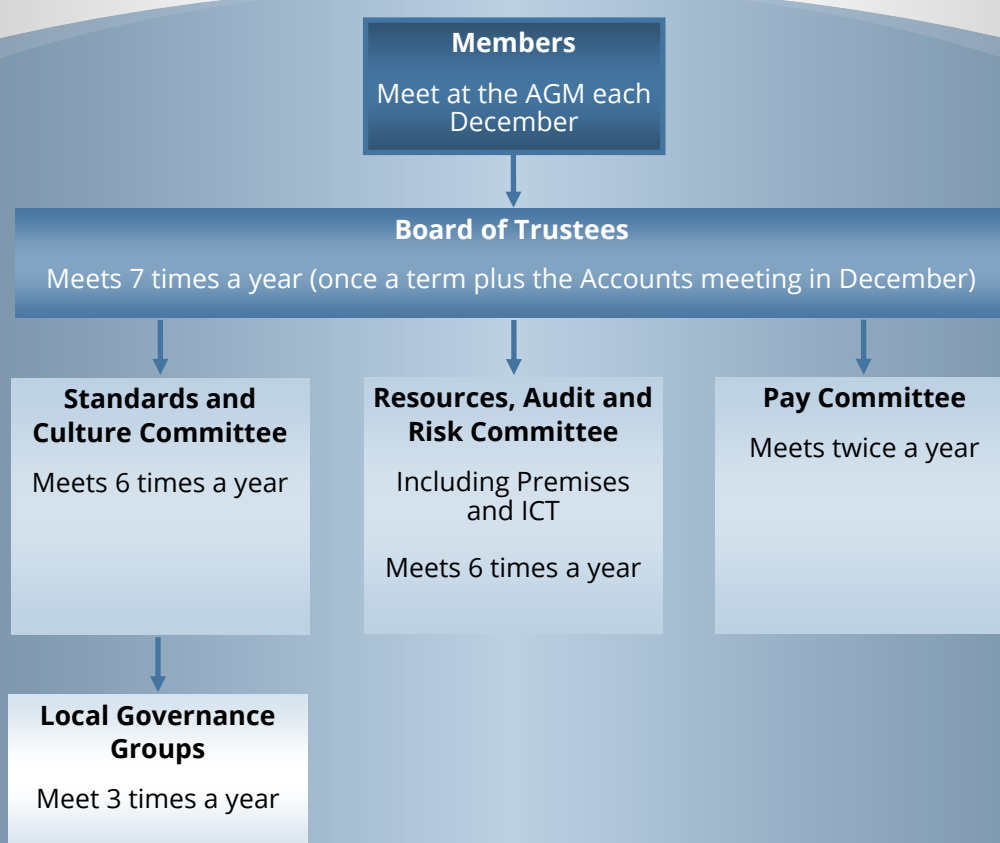 Members
Meet at the AGM each
December
Board of Trustees
Meets 7 times a year (once a term plus the Accounts meeting in December)
Standards and
Culture Committee
Meets 6 times a year
Resources, Audit and
Risk Committee
Including Premises
and ICT
Meets 6 times a year
Pay Committee
Meets twice a year
Local Governance
Groups
Meet 3 times a year